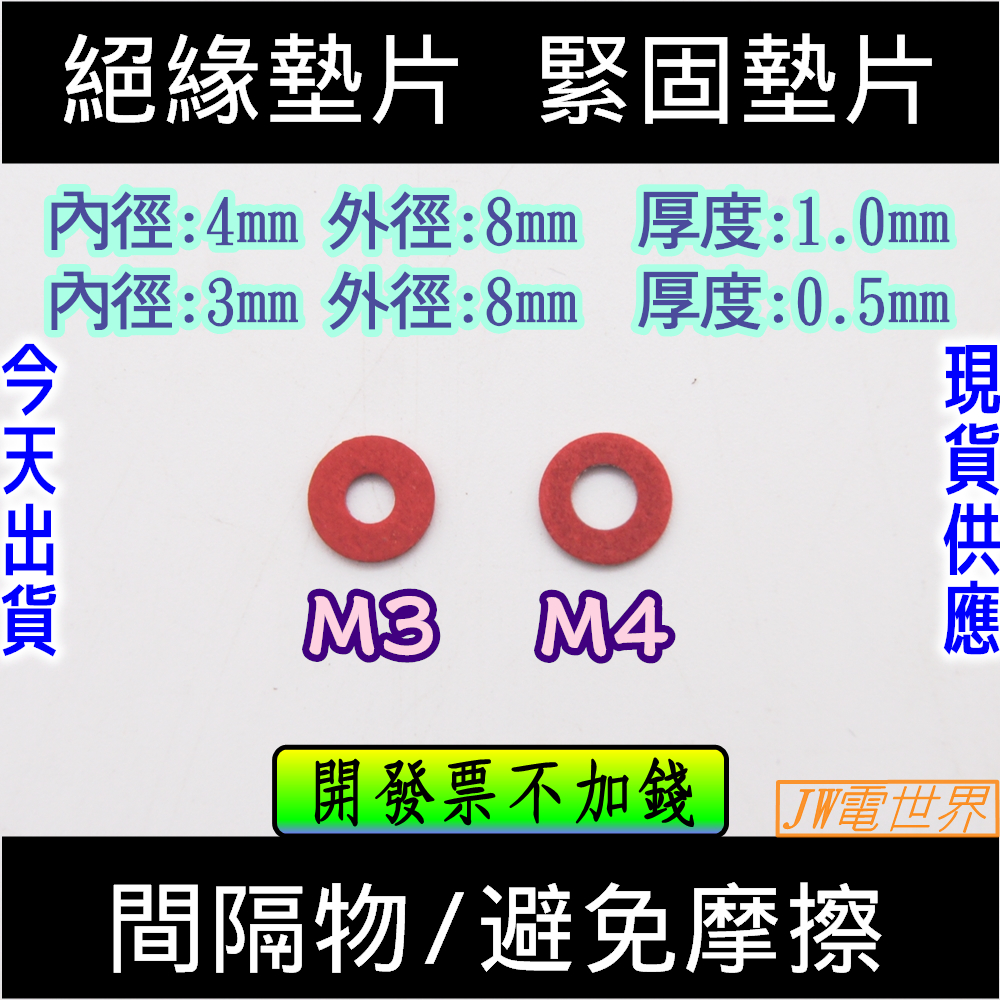 絕緣墊片 緊固墊片
內徑:4mm 外徑:8mm 厚度:1.0mm
內徑:3mm 外徑:8mm 厚度:0.5mm
今天出貨
現貨供應
M3 M4
開發票不加錢
JW電世界
間隔物/避免摩擦